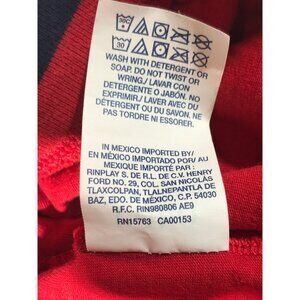 30°C
30
WASH WITH DETERGENT OR
SOAP. DO NOT TWIST OR
WRING./ LAVAR CON
DETERGENTE O JABÓN. NO
EXPRIMIR./ LAVER AVEC DU
DÉTERGENT OU SAVON. NE
PAS TORDRE NI ESSORER.
IN MEXICO IMPORTED BY/
EN MÉXICO IMPORTADO POR/ AU
MEXIQUE IMPORTÉ PAR:
RINPLAY S. DE R.L. DE C.V. HENRY
FORD NO. 29, COL. SAN NICOLÁS
TLAXCOLPAN, TLALNEPANTLA DE
BAZ, EDO. DE MÉXICO C.P. 54030
R.F.C. RIN980806 AE9
RN15763 CA00153